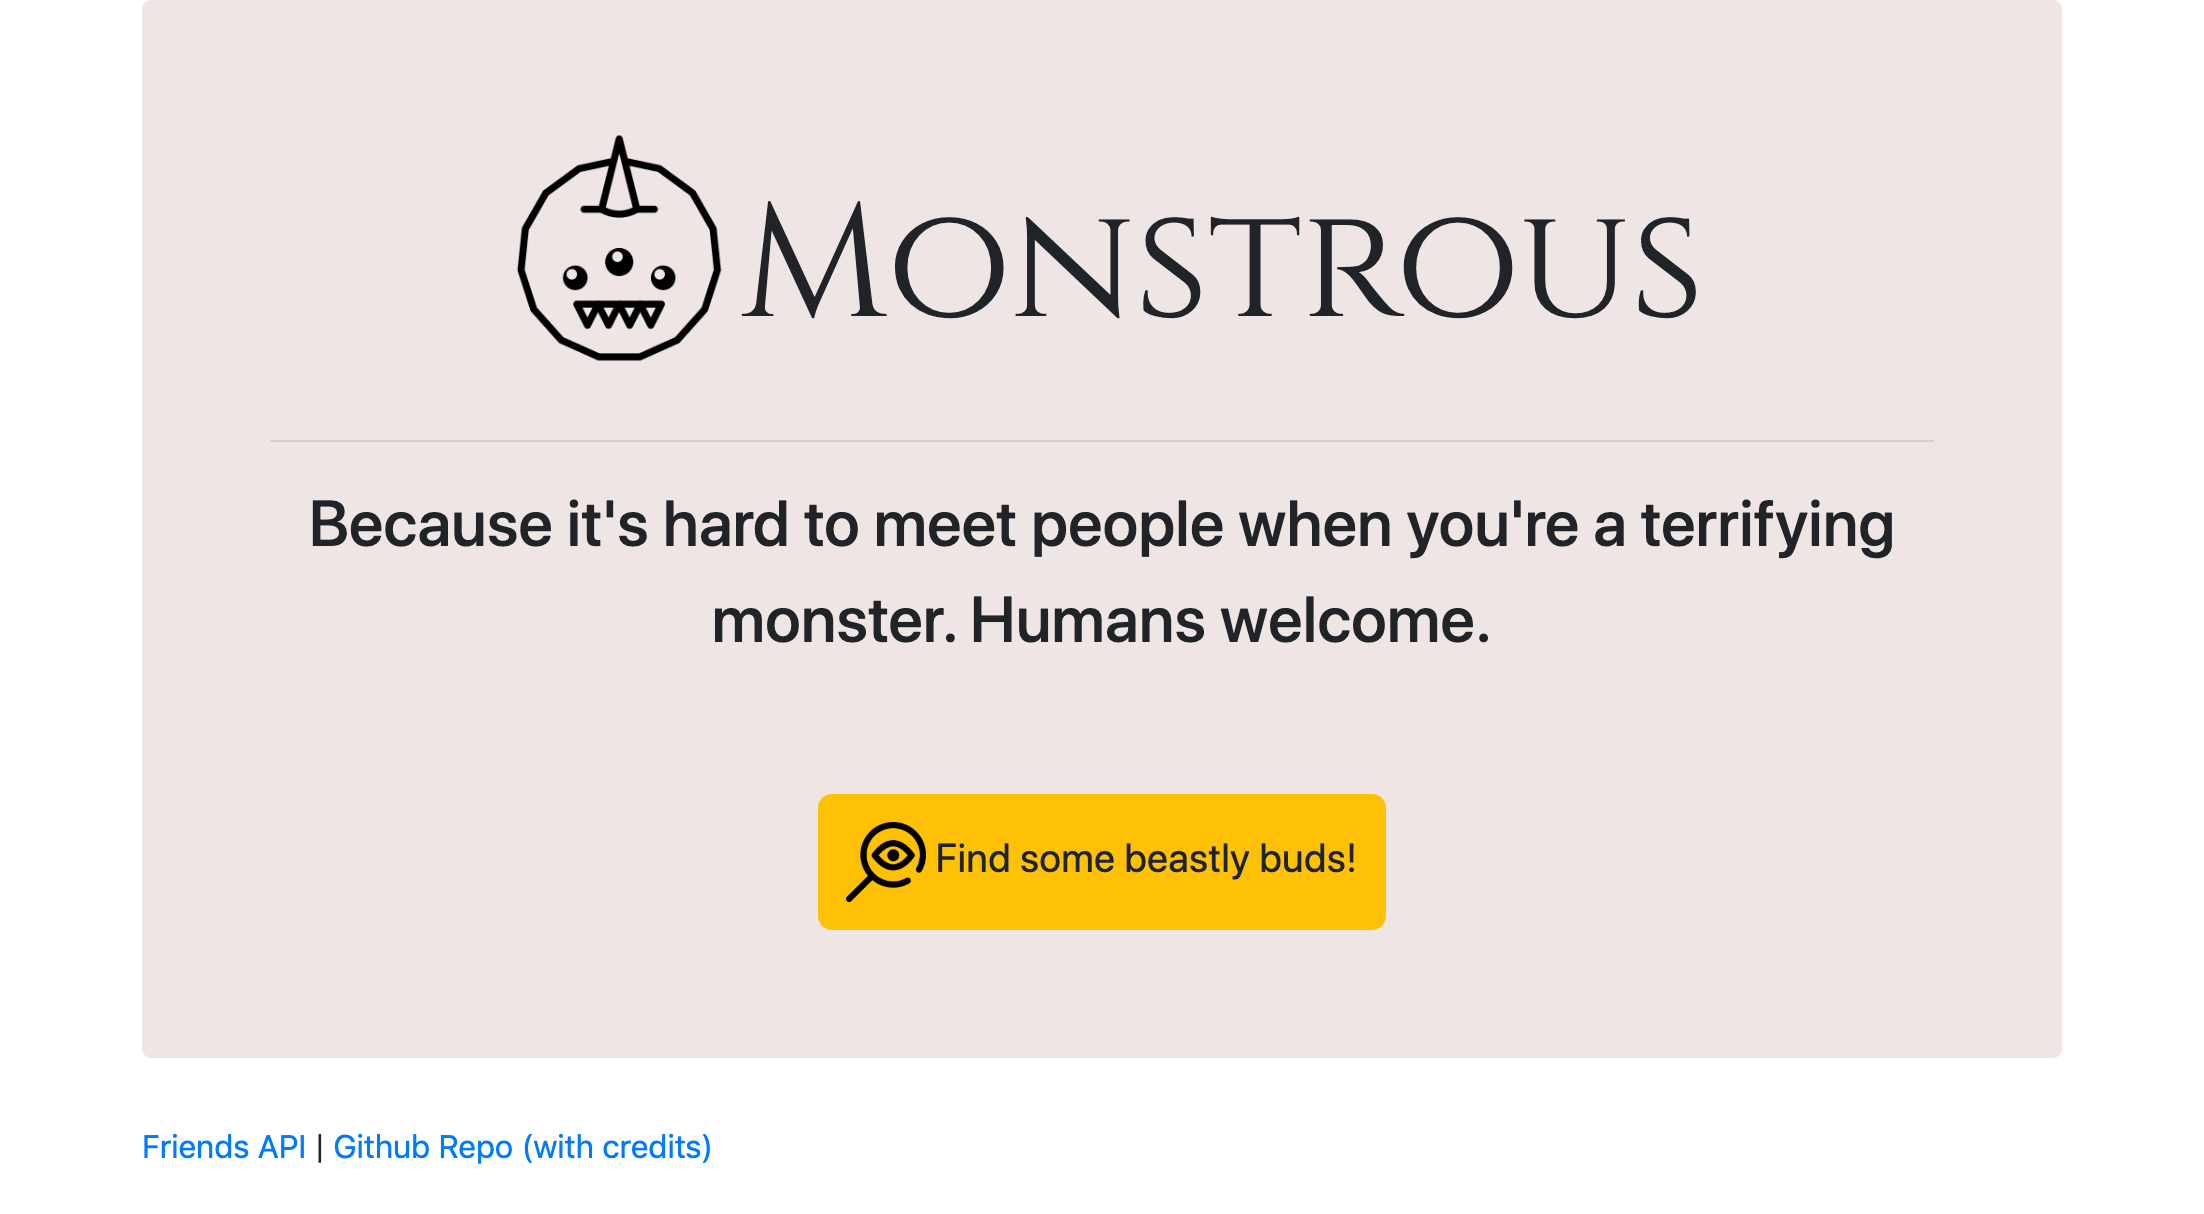 Monstrous
Because it's hard to meet people when you're a terrifying
monster. Humans welcome.
Find some beastly buds!
Friends API | Github Repo (with credits)